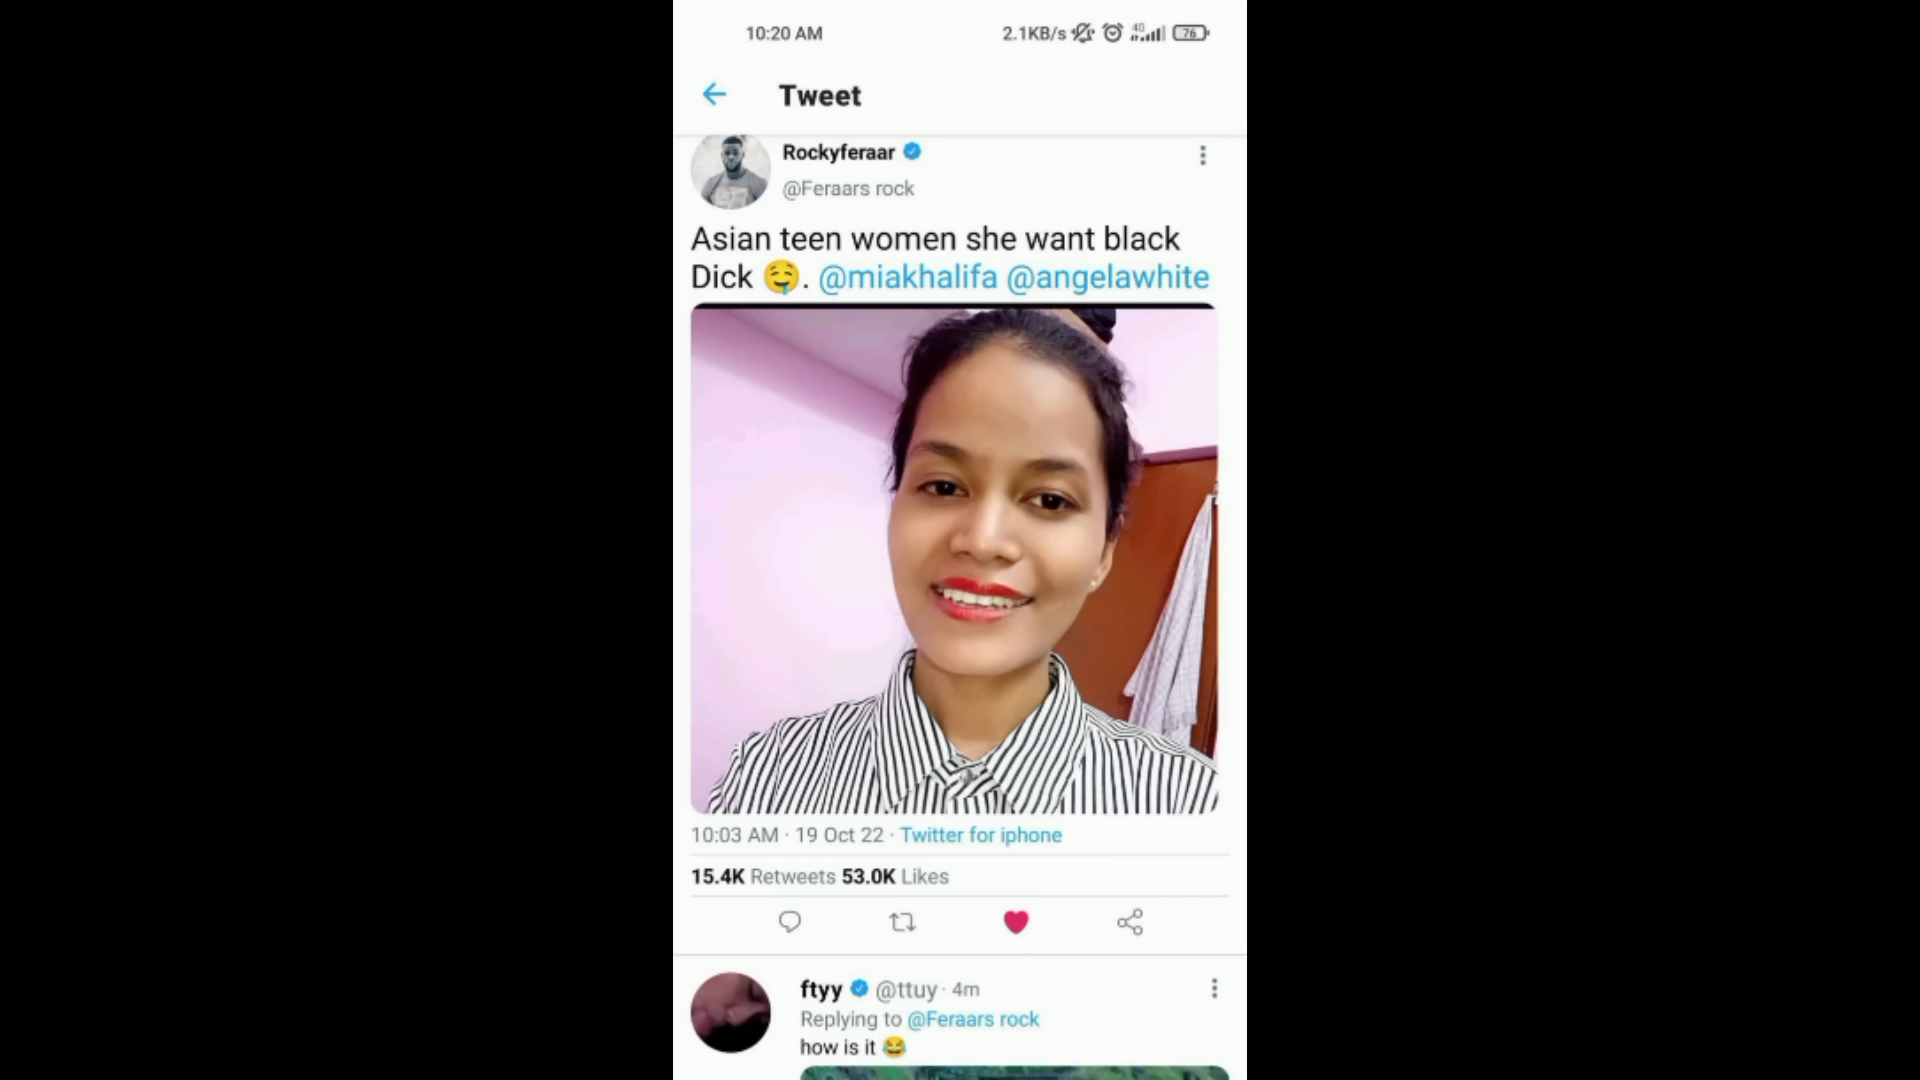 10:20 AM 2.1KB/s 4G 76
Tweet
Rockyferaar
@Feraars rock
Asian teen women she want black
Dick 🤤. @miakhalifa @angelawhite
10:03 AM · 19 Oct 22 · Twitter for iphone
15.4K Retweets 53.0K Likes
ftyy @ttuy · 4m
Replying to @Feraars rock
how is it 😂